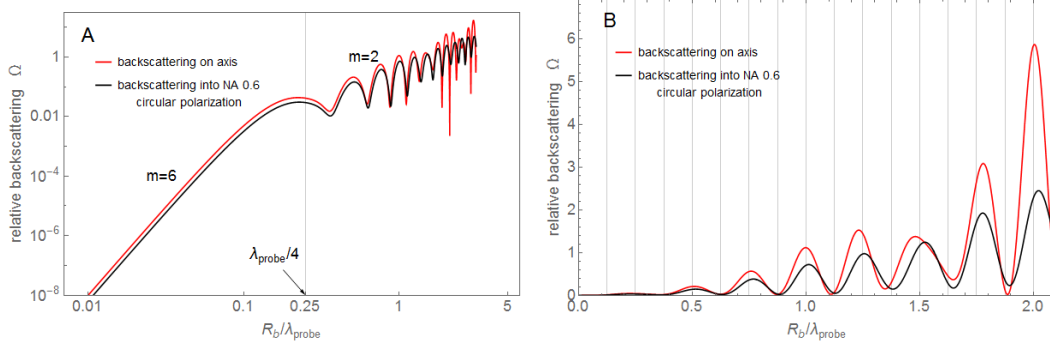 A
backscattering on axis
backscattering into NA 0.6
circular polarization
m=2
m=6
λprobe/4
relative backscattering Ω
1
0.01
10⁻⁴
10⁻⁶
10⁻⁸
0.01
0.1
0.25
1
5
Rb/λprobe
B
backscattering on axis
backscattering into NA 0.6
circular polarization
relative backscattering Ω
6
5
4
3
2
1
0
0.0
0.5
1.0
1.5
2.0
Rb/λprobe